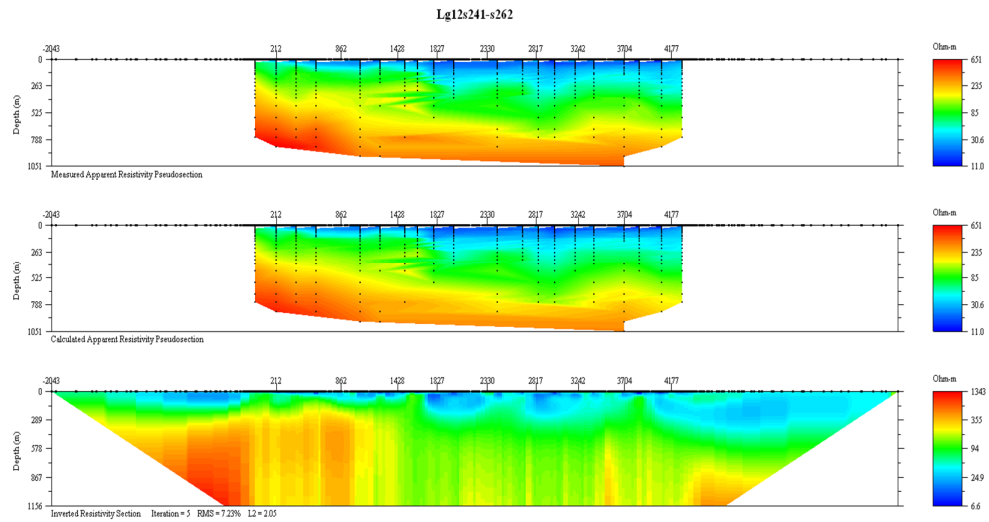 Lg12s241-s262
-2043 212 862 1428 1827 2330 2817 3242 3704 4177
Ohm-m
Depth (m)
0
263
525
788
1051
651
235
85
30.6
11.0
Measured Apparent Resistivity Pseudosection
-2043 212 862 1428 1827 2330 2817 3242 3704 4177
Ohm-m
Depth (m)
0
263
525
788
1051
651
235
85
30.6
11.0
Calculated Apparent Resistivity Pseudosection
-2043 212 862 1428 1827 2330 2817 3242 3704 4177
Ohm-m
Depth (m)
0
289
578
867
1156
1343
355
94
24.9
6.6
Inverted Resistivity Section Iteration = 5 RMS = 7.23% L2 = 2.05